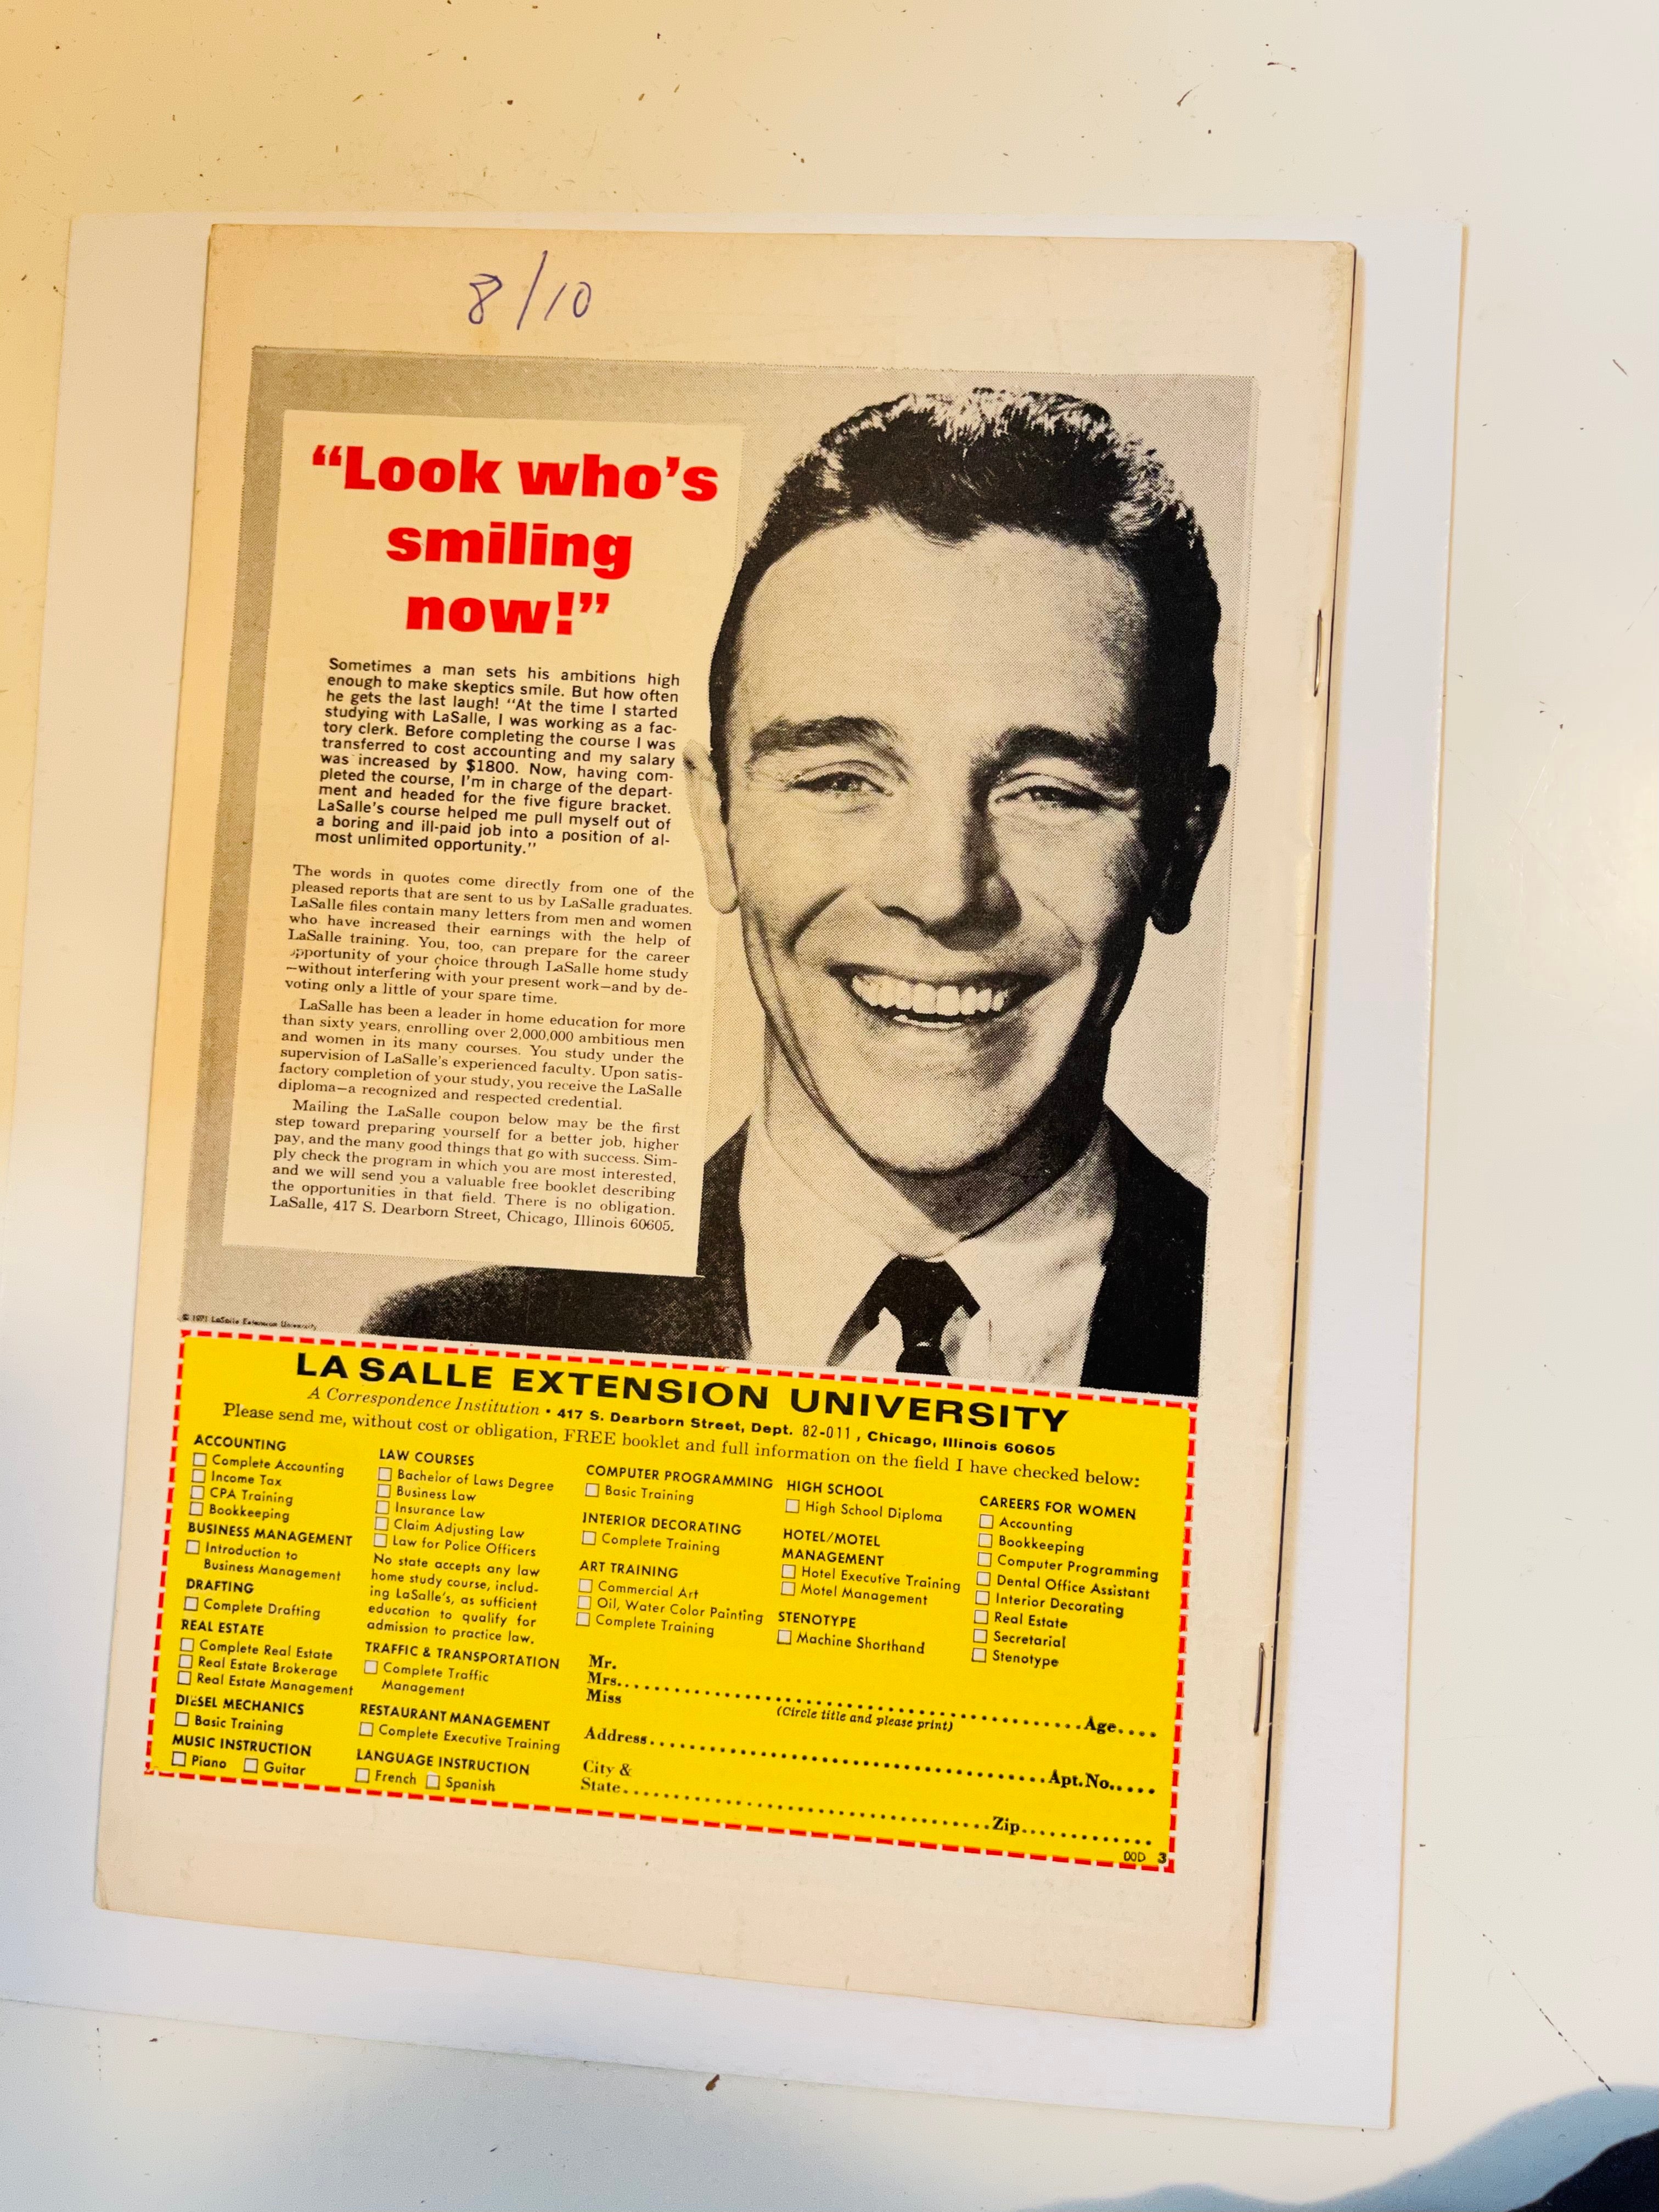 8/10
“Look who’s
smiling
now!”
Sometimes a man sets his ambitions high
enough to make skeptics smile. But how often
he gets the last laugh! “At the time I started
studying with LaSalle, I was working as a fac-
tory clerk. Before completing the course I was
transferred to cost accounting and my salary
was increased by $1800. Now, having com-
pleted the course, I’m in charge of the depart-
ment and headed for the five figure bracket.
LaSalle’s course helped me pull myself out of
a boring and ill-paid job into a position of al-
most unlimited opportunity.”
The words in quotes come directly from one of the
pleased reports that are sent to us by LaSalle graduates.
LaSalle files contain many letters from men and women
who have increased their earnings with the help of
LaSalle training. You, too, can prepare for the career
opportunity of your choice through LaSalle home study
—without interfering with your present work—and by de-
voting only a little of your spare time.
LaSalle has been a leader in home education for more
than sixty years, enrolling over 2,000,000 ambitious men
and women in its many courses. You study under the
supervision of LaSalle’s experienced faculty. Upon satis-
factory completion of your study, you receive the LaSalle
diploma—a recognized and respected credential.
Mailing the LaSalle coupon below may be the first
step toward preparing yourself for a better job, higher
pay, and the many good things that go with success. Sim-
ply check the program in which you are most interested,
and we will send you a valuable free booklet describing
the opportunities in that field. There is no obligation.
LaSalle, 417 S. Dearborn Street, Chicago, Illinois 60605.
© 1971 LaSalle Extension University
LA SALLE EXTENSION UNIVERSITY
A Correspondence Institution • 417 S. Dearborn Street, Dept. 82-011, Chicago, Illinois 60605
Please send me, without cost or obligation, FREE booklet and full information on the field I have checked below:
ACCOUNTING
Complete Accounting
Income Tax
CPA Training
Bookkeeping
BUSINESS MANAGEMENT
Introduction to
Business Management
DRAFTING
Complete Drafting
REAL ESTATE
Complete Real Estate
Real Estate Brokerage
Real Estate Management
DIESEL MECHANICS
Basic Training
MUSIC INSTRUCTION
Piano Guitar
LAW COURSES
Bachelor of Laws Degree
Business Law
Insurance Law
Claim Adjusting Law
Law for Police Officers
No state accepts any law
home study course, includ-
ing LaSalle’s, as sufficient
education to qualify for
admission to practice law.
TRAFFIC & TRANSPORTATION
Complete Traffic
Management
RESTAURANT MANAGEMENT
Complete Executive Training
LANGUAGE INSTRUCTION
French Spanish
COMPUTER PROGRAMMING
Basic Training
INTERIOR DECORATING
Complete Training
ART TRAINING
Commercial Art
Oil, Water Color Painting
Complete Training
HIGH SCHOOL
High School Diploma
HOTEL/MOTEL
MANAGEMENT
Hotel Executive Training
Motel Management
STENOTYPE
Machine Shorthand
CAREERS FOR WOMEN
Accounting
Bookkeeping
Computer Programming
Dental Office Assistant
Interior Decorating
Real Estate
Secretarial
Stenotype
Mr.
Mrs. Age
Miss
(Circle title and please print)
Address Apt. No.
City &
State Zip
00D 3